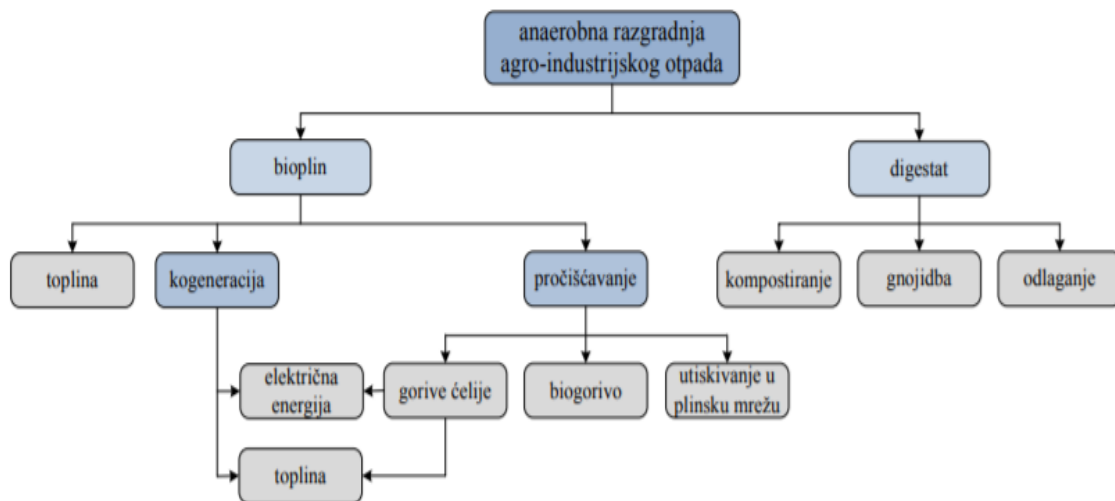 anaerobna razgradnja
agro-industrijskog otpada
bioplin
digestat
toplina
kogeneracija
pročišćavanje
kompostiranje
gnojidba
odlaganje
električna
energija
gorive ćelije
biogorivo
utiskivanje u
plinsku mrežu
toplina